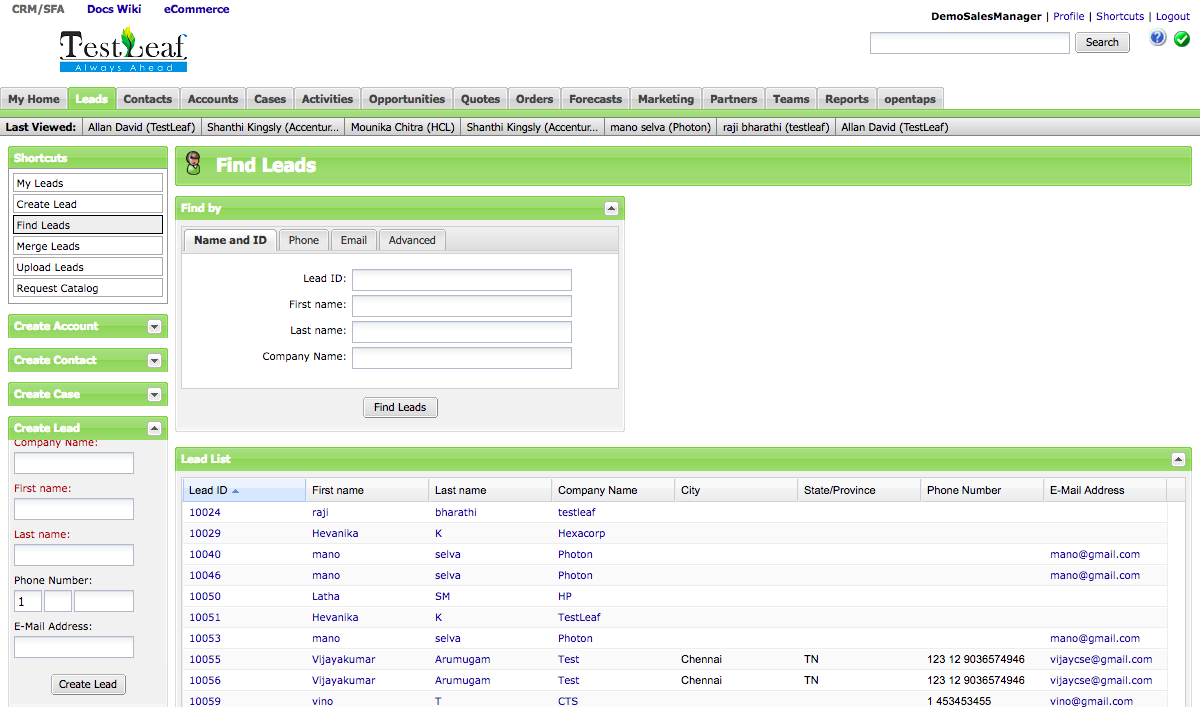 CRM/SFA Docs Wiki eCommerce
DemoSalesManager | Profile | Shortcuts | Logout
TestLeaf
Always Ahead
Search
?
My Home Leads Contacts Accounts Cases Activities Opportunities Quotes Orders Forecasts Marketing Partners Teams Reports opentaps
Last Viewed: Allan David (TestLeaf) Shanthi Kingsly (Accentur... Mounika Chitra (HCL) Shanthi Kingsly (Accentur... mano selva (Photon) raji bharathi (testleaf) Allan David (TestLeaf)
Shortcuts
My Leads
Create Lead
Find Leads
Merge Leads
Upload Leads
Request Catalog
Create Account
Create Contact
Create Case
Create Lead
Company Name:
First name:
Last name:
Phone Number:
1
E-Mail Address:
Create Lead
Find Leads
Find by
Name and ID Phone Email Advanced
Lead ID:
First name:
Last name:
Company Name:
Find Leads
Lead List
Lead ID First name Last name Company Name City State/Province Phone Number E-Mail Address
10024 raji bharathi testleaf
10029 Hevanika K Hexacorp
10040 mano selva Photon mano@gmail.com
10046 mano selva Photon mano@gmail.com
10050 Latha SM HP
10051 Hevanika K TestLeaf
10053 mano selva Photon mano@gmail.com
10055 Vijayakumar Arumugam Test Chennai TN 123 12 9036574946 vijaycse@gmail.com
10056 Vijayakumar Arumugam Test Chennai TN 123 12 9036574946 vijaycse@gmail.com
10059 vino T CTS 1 453453455 vino@gmail.com